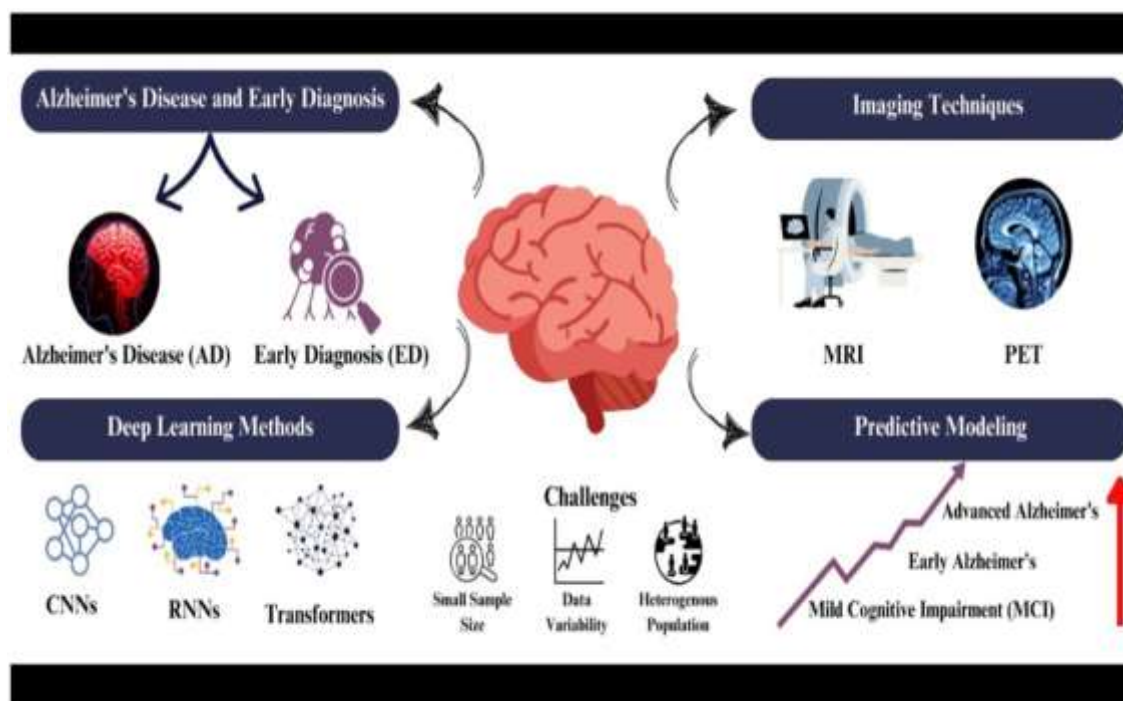 Alzheimer's Disease and Early Diagnosis
Alzheimer's Disease (AD)
Early Diagnosis (ED)
Imaging Techniques
MRI
PET
Deep Learning Methods
CNNs
RNNs
Transformers
Challenges
Small Sample
Size
Data
Variability
Heterogenous
Population
Predictive Modeling
Advanced Alzheimer's
Early Alzheimer's
Mild Cognitive Impairment (MCI)